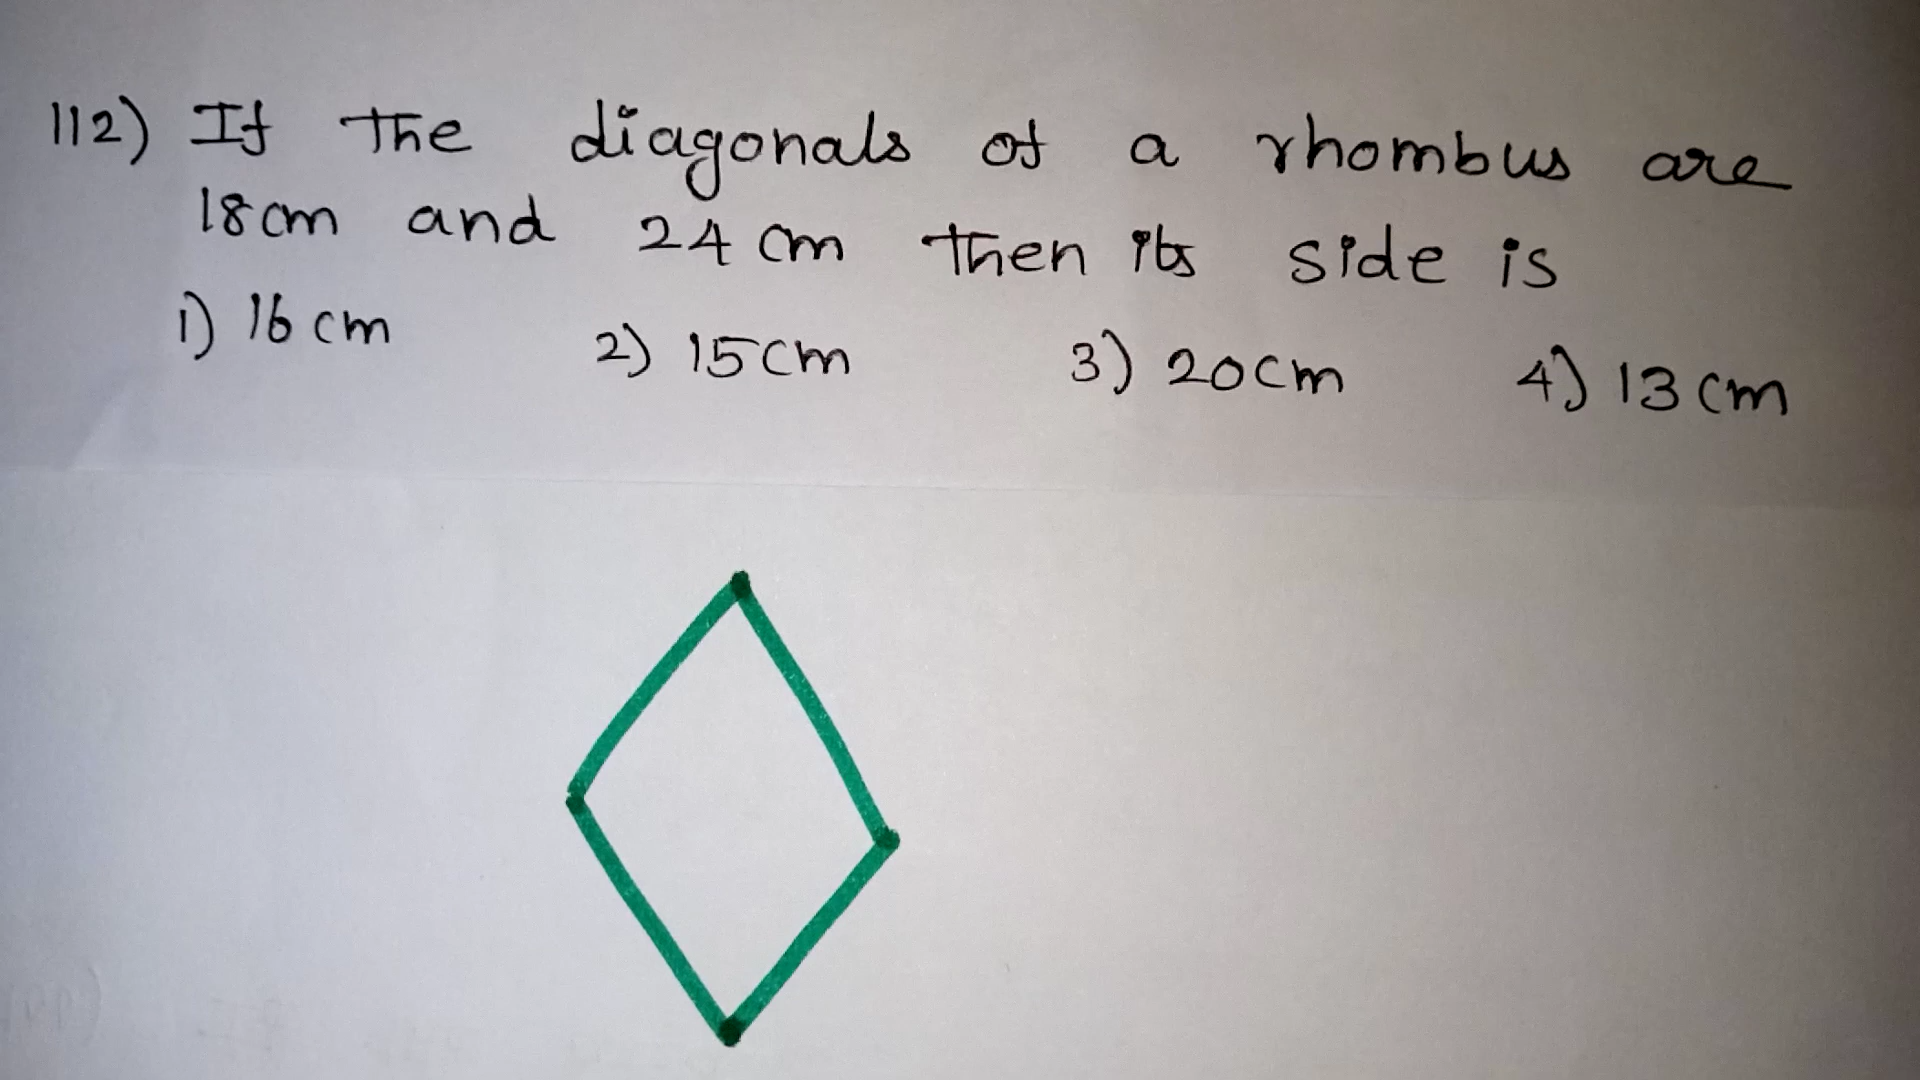 112) If the diagonals of a rhombus are
18cm and 24 cm then its side is
1) 16 cm 2) 15cm 3) 20cm 4) 13 cm